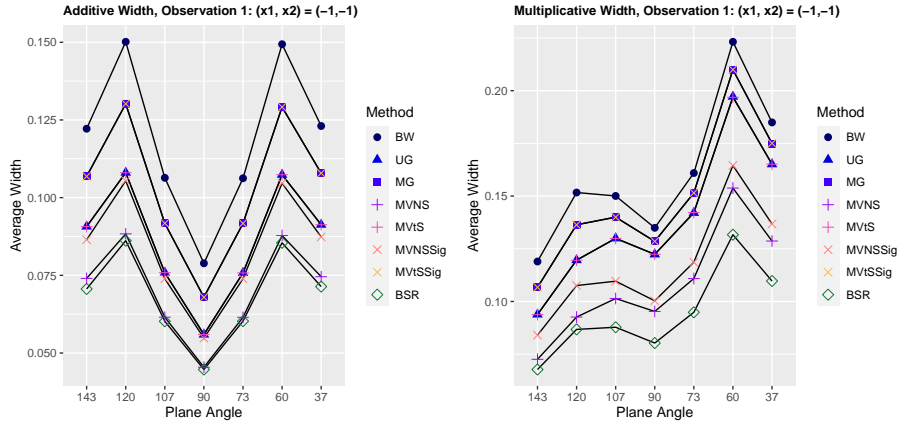 Additive Width, Observation 1: (x1, x2) = (−1,−1)
Average Width
0.150
0.125
0.100
0.075
0.050
143 120 107 90 73 60 37
Plane Angle
Method
BW
UG
MG
MVNS
MVtS
MVNSSig
MVtSSig
BSR
Multiplicative Width, Observation 1: (x1, x2) = (−1,−1)
Average Width
0.20
0.15
0.10
143 120 107 90 73 60 37
Plane Angle
Method
BW
UG
MG
MVNS
MVtS
MVNSSig
MVtSSig
BSR